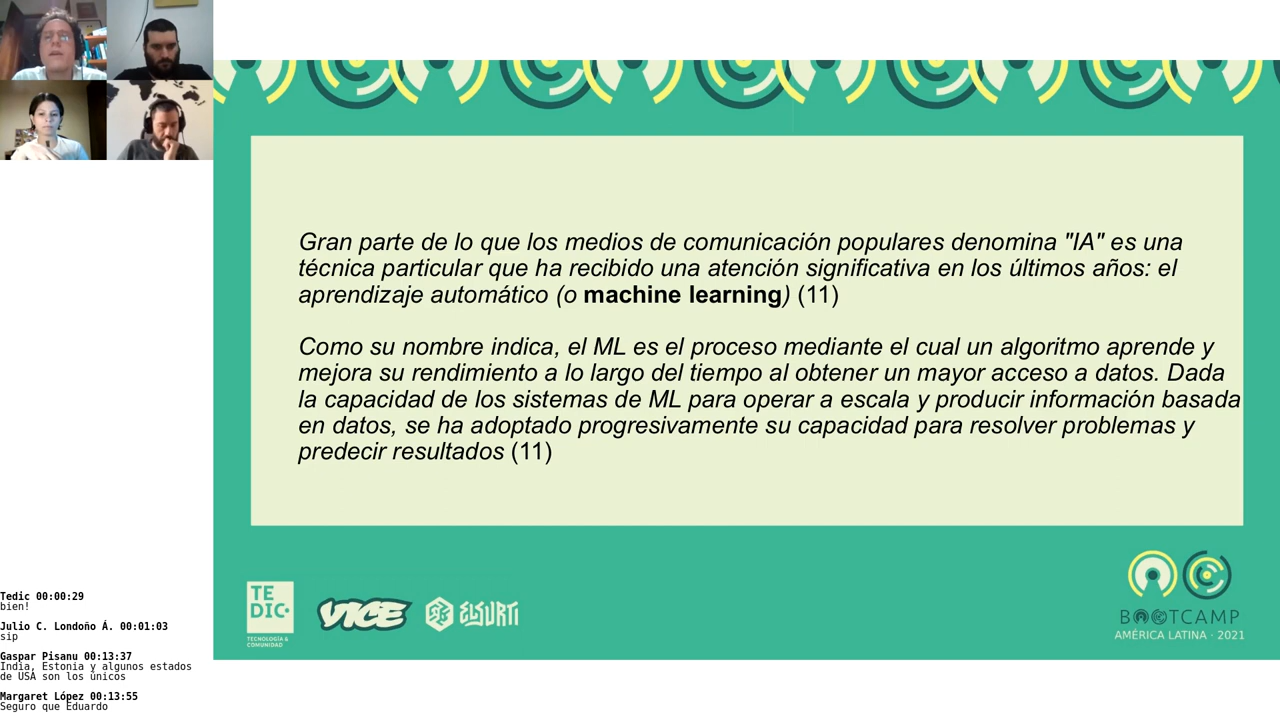 Gran parte de lo que los medios de comunicación populares denomina "IA" es una
técnica particular que ha recibido una atención significativa en los últimos años: el
aprendizaje automático (o machine learning) (11)
Como su nombre indica, el ML es el proceso mediante el cual un algoritmo aprende y
mejora su rendimiento a lo largo del tiempo al obtener un mayor acceso a datos. Dada
la capacidad de los sistemas de ML para operar a escala y producir información basada
en datos, se ha adoptado progresivamente su capacidad para resolver problemas y
predecir resultados (11)
TE
DIC
TECNOLOGÍA &
COMUNIDAD
VICE
ELSURTI
BOOTCAMP
AMÉRICA LATINA · 2021
Tedic 00:00:29
bien!
Julio C. Londoño Á. 00:01:03
sip
Gaspar Pisanu 00:13:37
India, Estonia y algunos estados
de USA son los únicos
Margaret López 00:13:55
Seguro que Eduardo